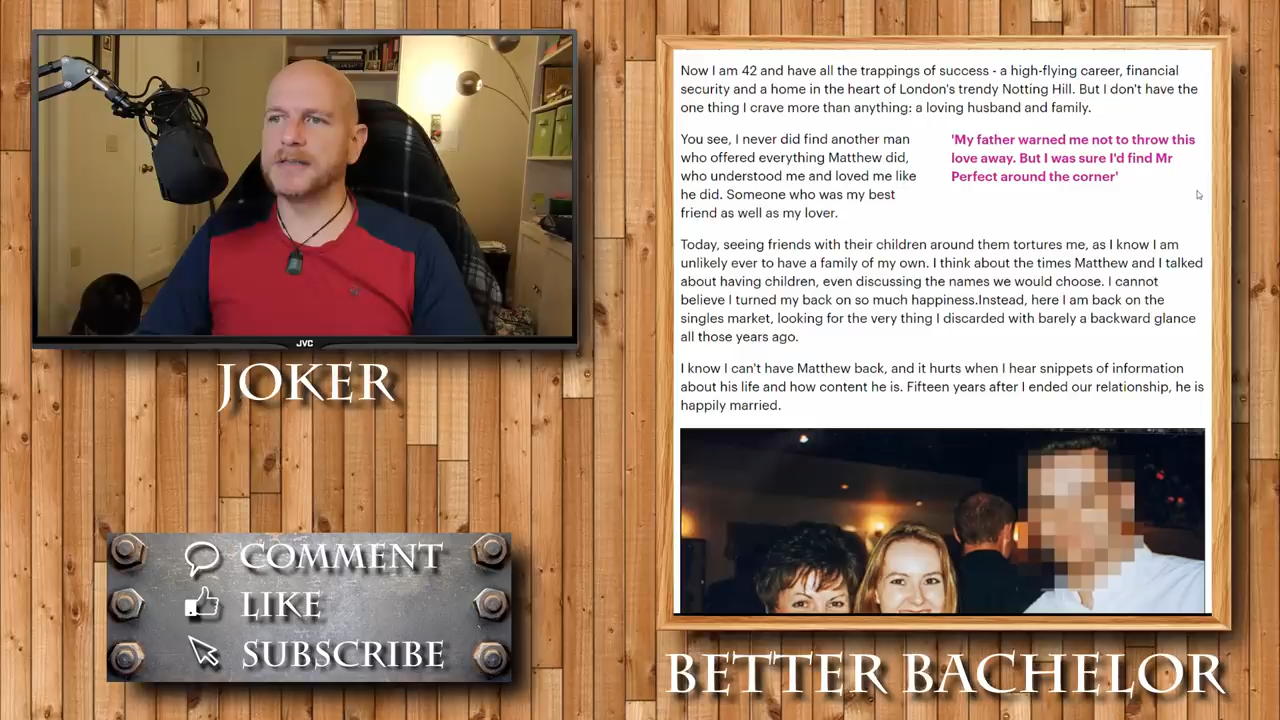 JVC
JOKER
COMMENT
LIKE
SUBSCRIBE
Now I am 42 and have all the trappings of success - a high-flying career, financial
security and a home in the heart of London's trendy Notting Hill. But I don't have the
one thing I crave more than anything: a loving husband and family.
You see, I never did find another man
who offered everything Matthew did,
who understood me and loved me like
he did. Someone who was my best
friend as well as my lover.
'My father warned me not to throw this
love away. But I was sure I'd find Mr
Perfect around the corner'
Today, seeing friends with their children around them tortures me, as I know I am
unlikely ever to have a family of my own. I think about the times Matthew and I talked
about having children, even discussing the names we would choose. I cannot
believe I turned my back on so much happiness.Instead, here I am back on the
singles market, looking for the very thing I discarded with barely a backward glance
all those years ago.
I know I can't have Matthew back, and it hurts when I hear snippets of information
about his life and how content he is. Fifteen years after I ended our relationship, he is
happily married.
BETTER BACHELOR